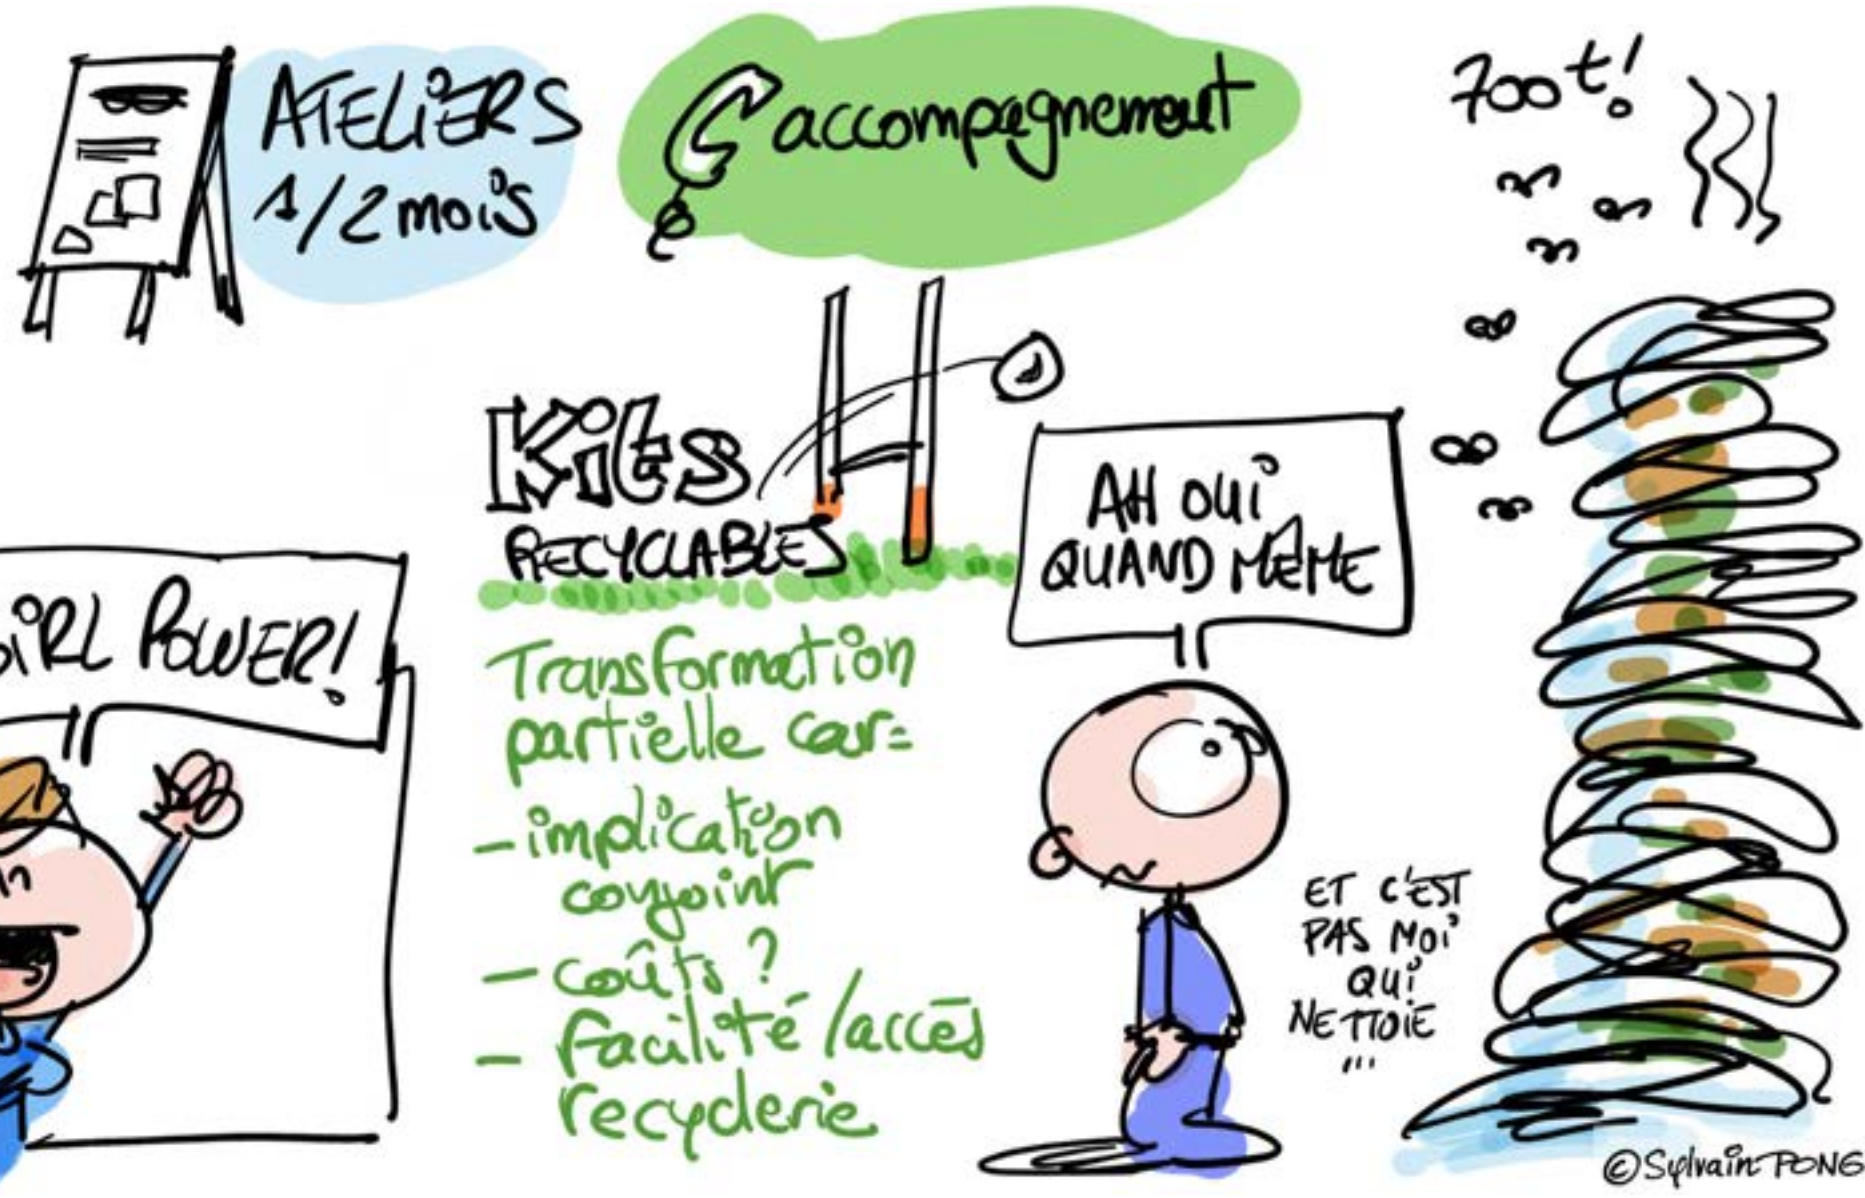 ATELIERS
1/2 mois
accompagnement
700t!
Kits
RECYCLABLES
AH OUI
QUAND MÊME
GIRL POWER!
Transformation
partielle car=
- implication
conjoint
- coûts ?
- facilité/accès
recyclerie
ET C'EST
PAS MOI
QUI
NETTOIE
...
©Sylvain PONG